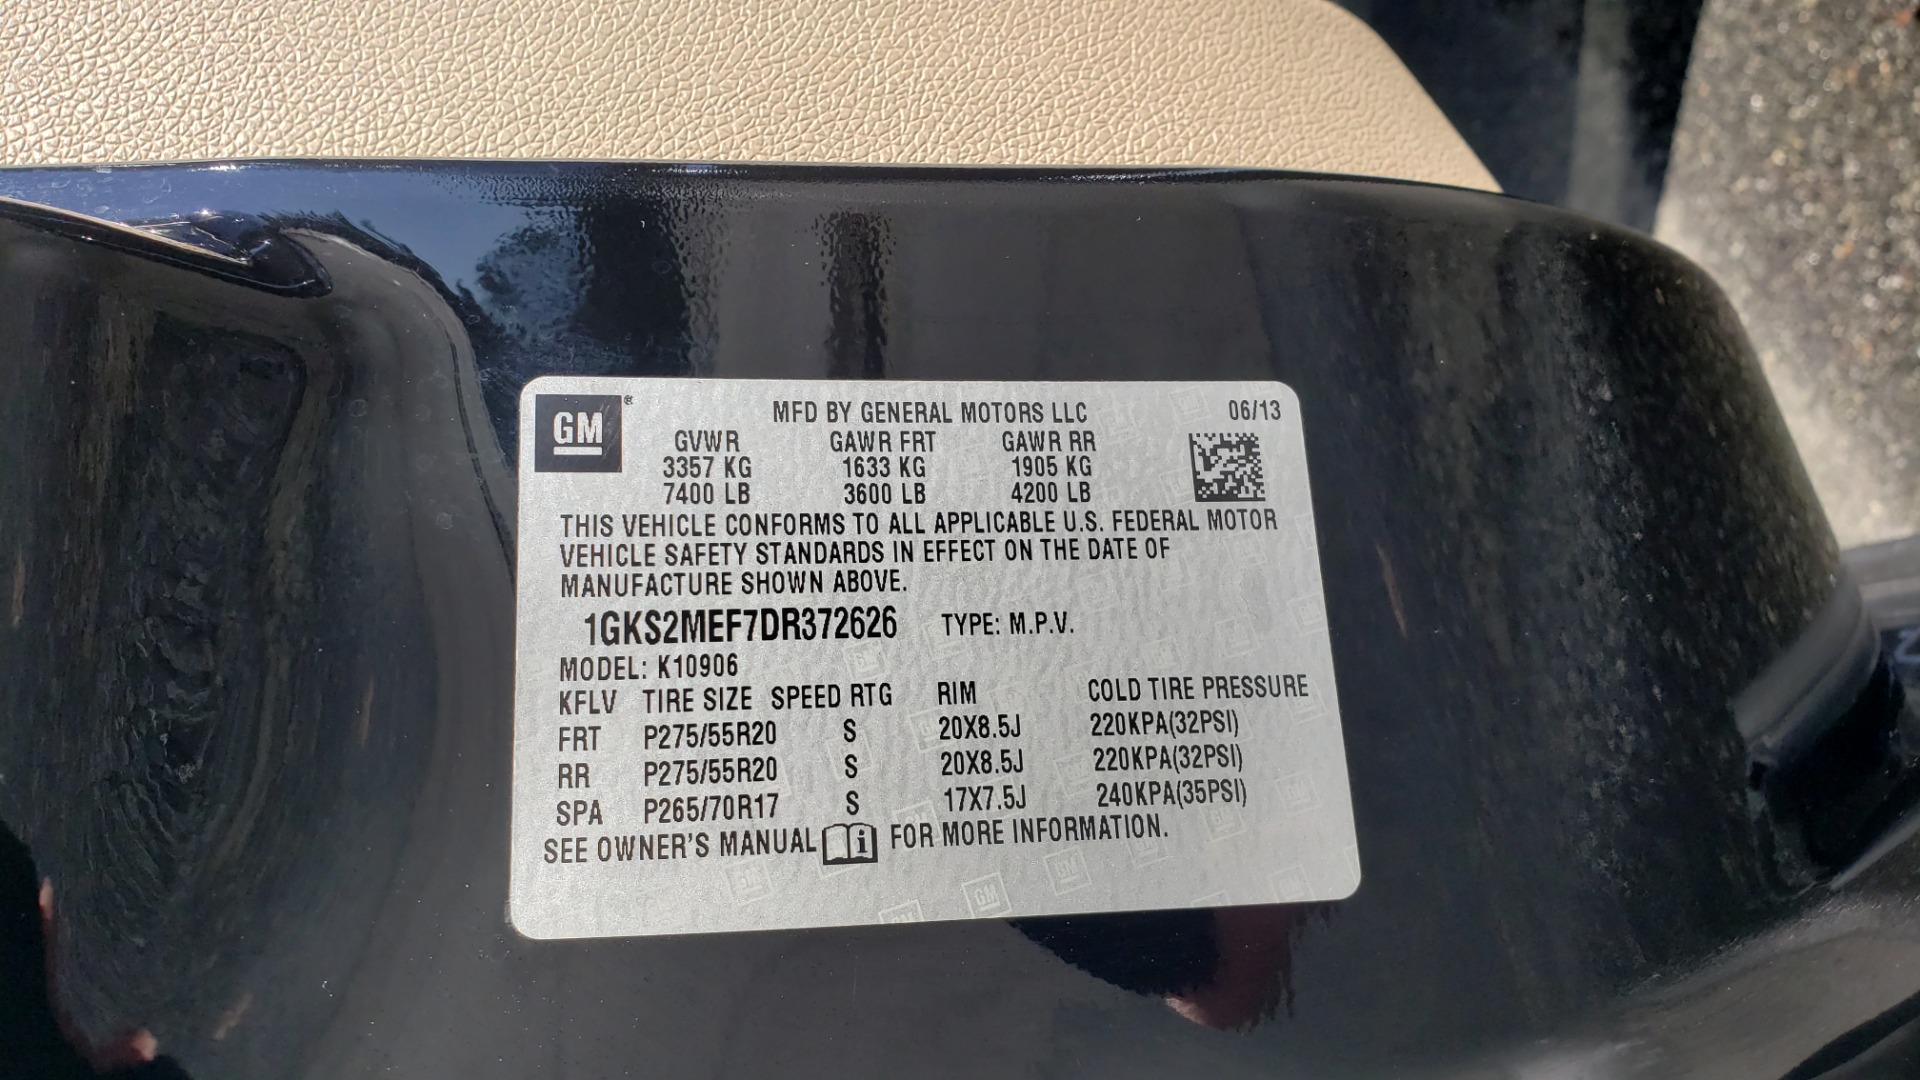 GM®
MFD BY GENERAL MOTORS LLC 06/13
GVWR GAWR FRT GAWR RR
3357 KG 1633 KG 1905 KG
7400 LB 3600 LB 4200 LB
THIS VEHICLE CONFORMS TO ALL APPLICABLE U.S. FEDERAL MOTOR
VEHICLE SAFETY STANDARDS IN EFFECT ON THE DATE OF
MANUFACTURE SHOWN ABOVE.
1GKS2MEF7DR372626 TYPE: M.P.V.
MODEL: K10906
KFLV TIRE SIZE SPEED RTG RIM COLD TIRE PRESSURE
FRT P275/55R20 S 20X8.5J 220KPA(32PSI)
RR P275/55R20 S 20X8.5J 220KPA(32PSI)
SPA P265/70R17 S 17X7.5J 240KPA(35PSI)
SEE OWNER'S MANUAL i FOR MORE INFORMATION.